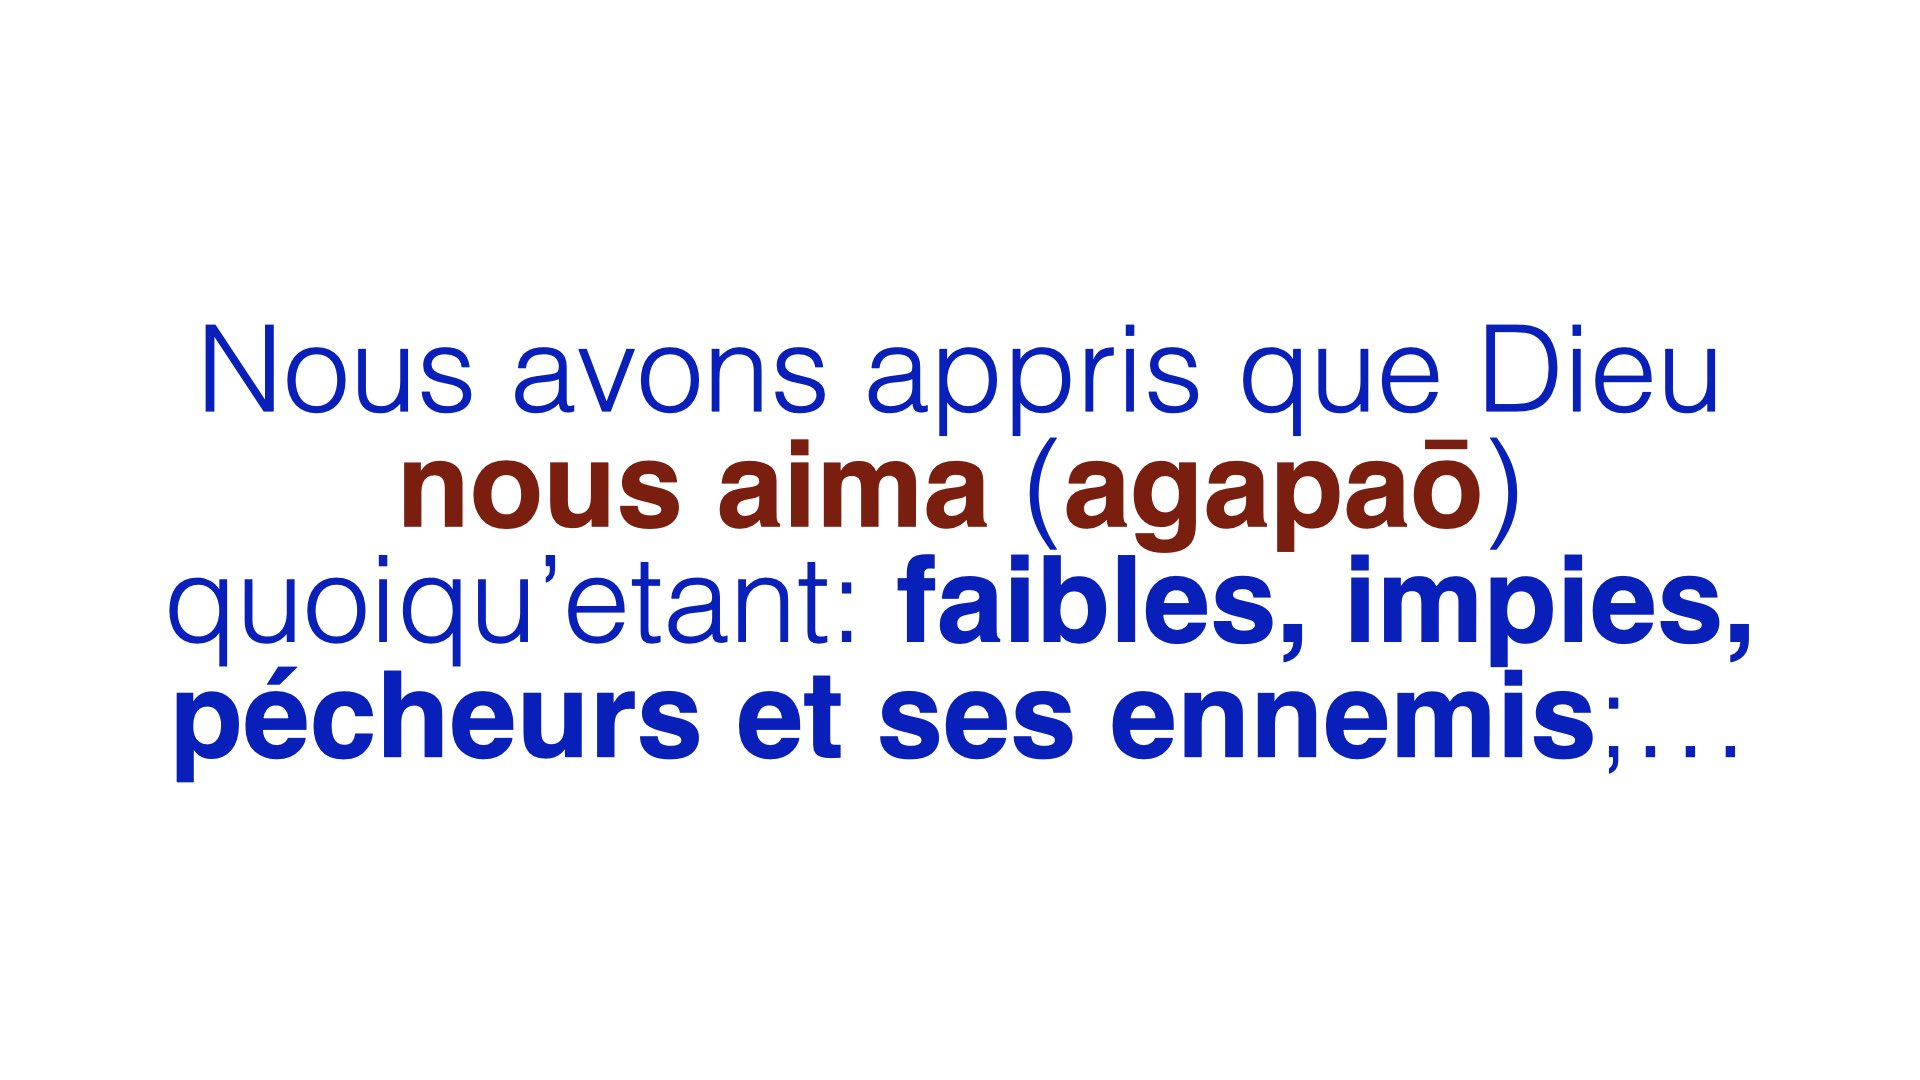 Nous avons appris que Dieu
nous aima (agapaō)
quoiqu’etant: faibles, impies,
pécheurs et ses ennemis;…